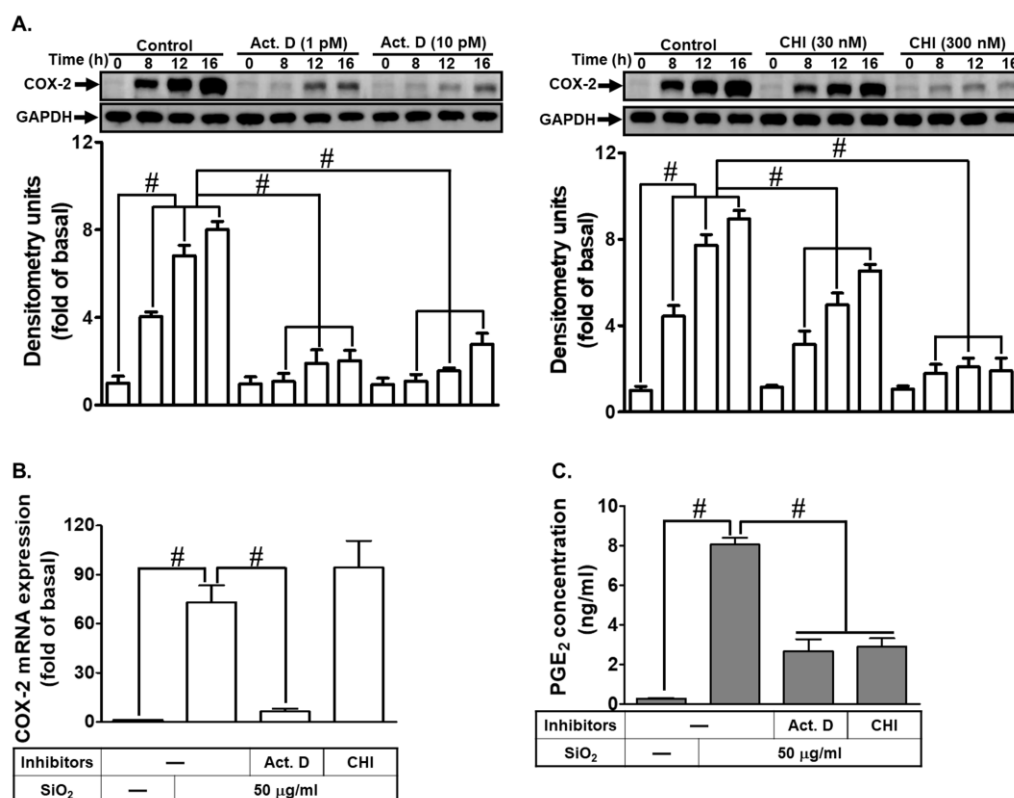 A.
Control Act. D (1 pM) Act. D (10 pM)
Time (h) 0 8 12 16 0 8 12 16 0 8 12 16
COX-2
GAPDH
Densitometry units
(fold of basal)
12
8
4
0
# # #
Control CHI (30 nM) CHI (300 nM)
Time (h) 0 8 12 16 0 8 12 16 0 8 12 16
COX-2
GAPDH
Densitometry units
(fold of basal)
12
8
4
0
# # #
B.
COX-2 mRNA expression
(fold of basal)
120
90
60
30
0
# #
Inhibitors — Act. D CHI
SiO₂ — 50 μg/ml
C.
PGE₂ concentration
(ng/ml)
10
8
6
4
2
0
# #
Inhibitors — Act. D CHI
SiO₂ — 50 μg/ml